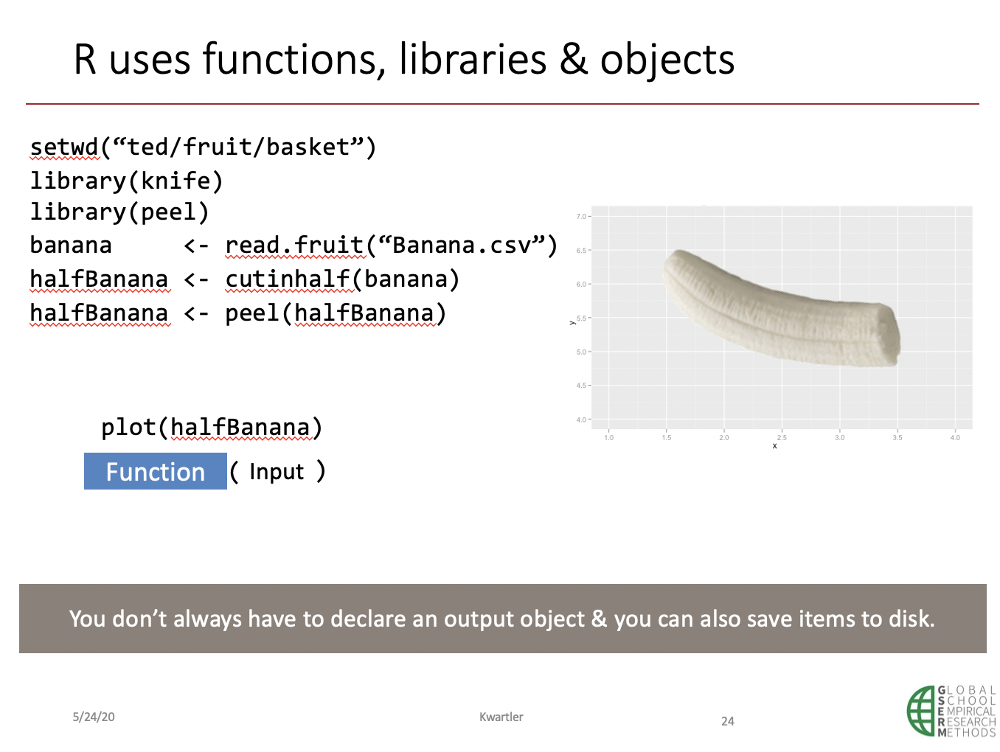 R uses functions, libraries & objects
setwd(“ted/fruit/basket”)
library(knife)
library(peel)
banana     <- read.fruit(“Banana.csv”)
halfBanana <- cutinhalf(banana)
halfBanana <- peel(halfBanana)
plot(halfBanana)
Function ( Input )
7.0
6.5
6.0
5.5
5.0
4.5
4.0
y
1.0 1.5 2.0 2.5 3.0 3.5 4.0
x
You don’t always have to declare an output object & you can also save items to disk.
5/24/20 Kwartler 24
GLOBAL
SCHOOL
EMPIRICAL
RESEARCH
METHODS